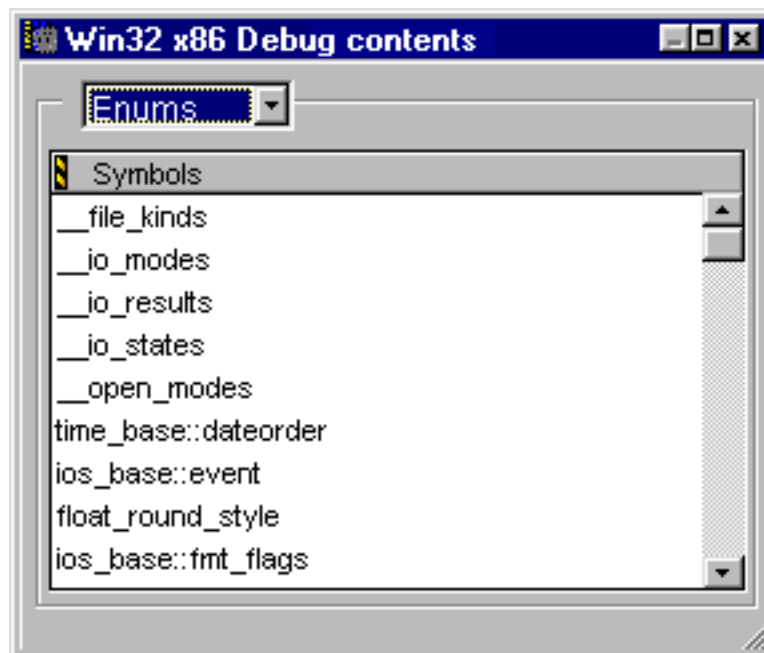 Win32 x86 Debug contents
Enums
Symbols
__file_kinds
__io_modes
__io_results
__io_states
__open_modes
time_base::dateorder
ios_base::event
float_round_style
ios_base::fmt_flags